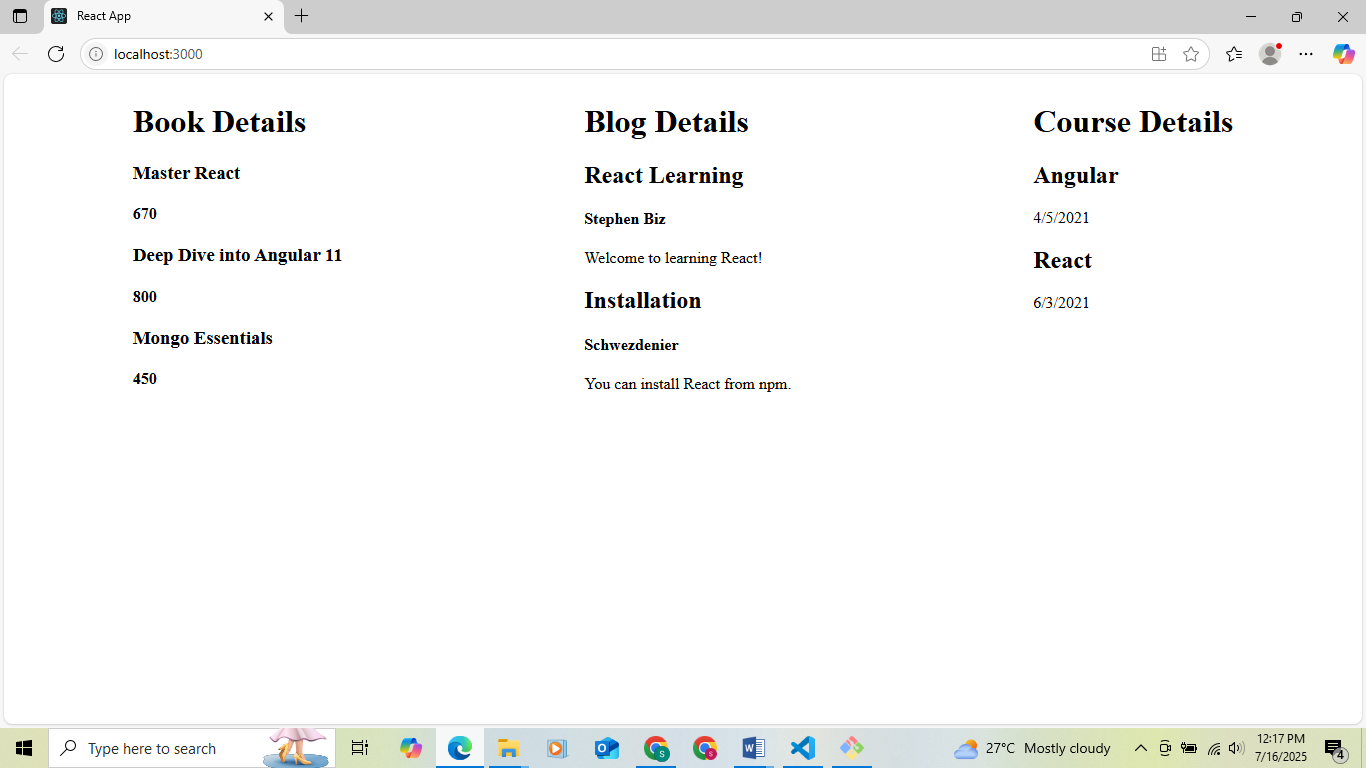 React App
localhost:3000
Book Details
Master React
670
Deep Dive into Angular 11
800
Mongo Essentials
450
Blog Details
React Learning
Stephen Biz
Welcome to learning React!
Installation
Schwezdenier
You can install React from npm.
Course Details
Angular
4/5/2021
React
6/3/2021
Type here to search
S
S
27°C Mostly cloudy
12:17 PM
7/16/2025
4